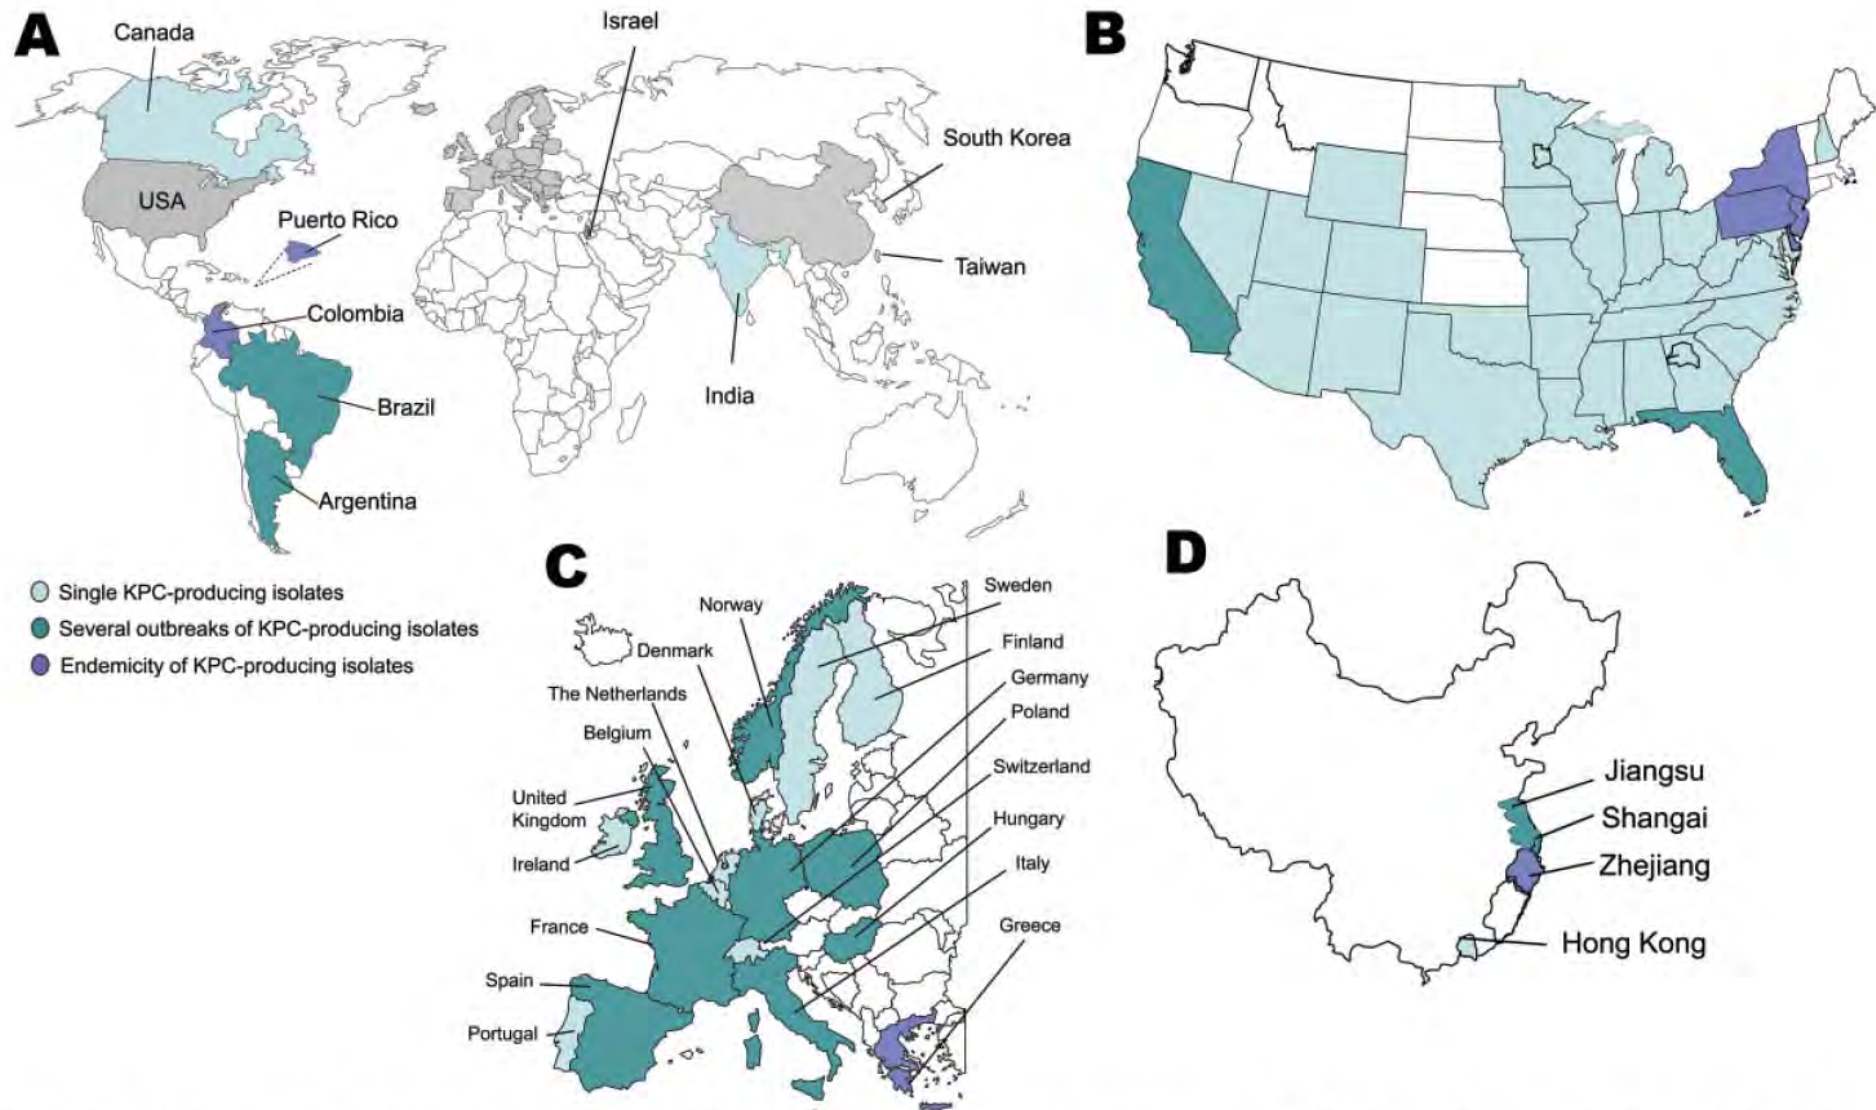 A
Canada
Israel
South Korea
USA
Puerto Rico
Taiwan
Colombia
India
Brazil
Argentina
Single KPC-producing isolates
Several outbreaks of KPC-producing isolates
Endemicity of KPC-producing isolates
B
C
Sweden
Norway
Finland
Denmark
Germany
The Netherlands
Poland
Belgium
Switzerland
United
Kingdom
Hungary
Ireland
Italy
France
Greece
Spain
Portugal
D
Jiangsu
Shangai
Zhejiang
Hong Kong